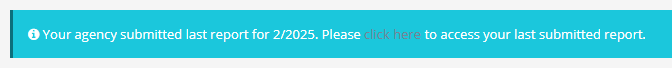 Your agency submitted last report for 2/2025. Please click here to access your last submitted report.